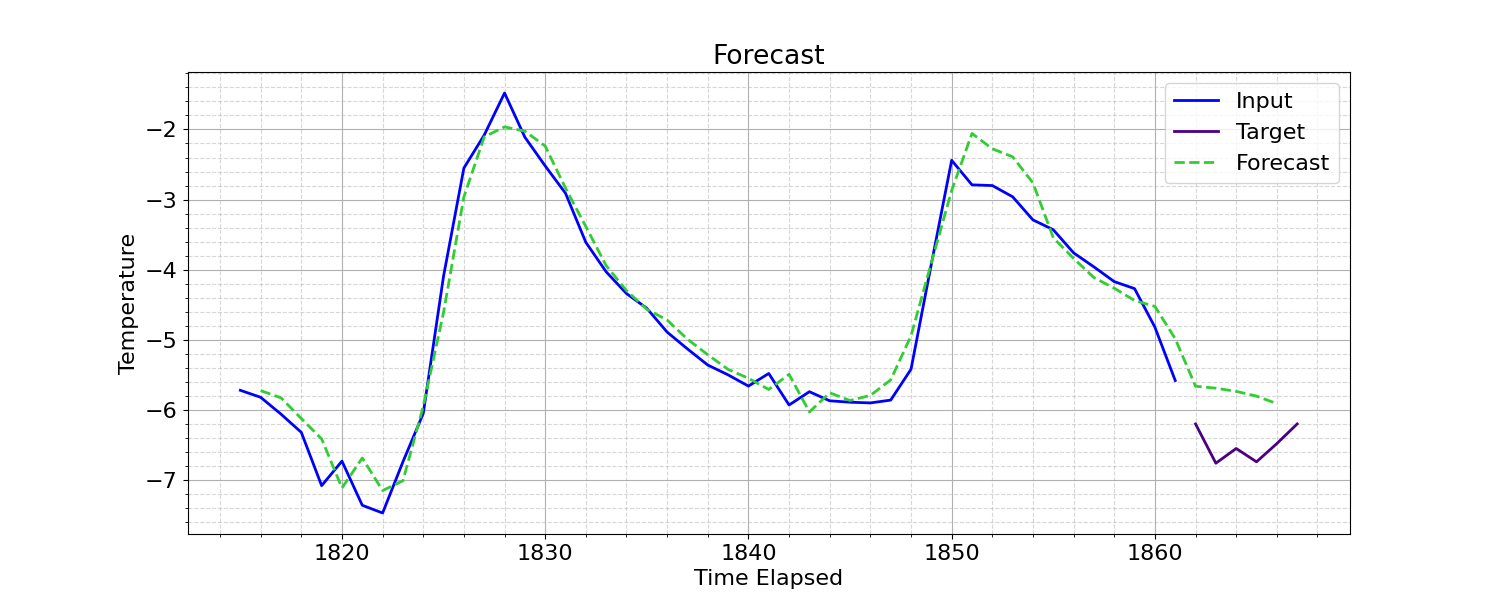 Forecast
Input
Target
Forecast
−2
−3
−4
−5
−6
−7
Temperature
1820 1830 1840 1850 1860
Time Elapsed